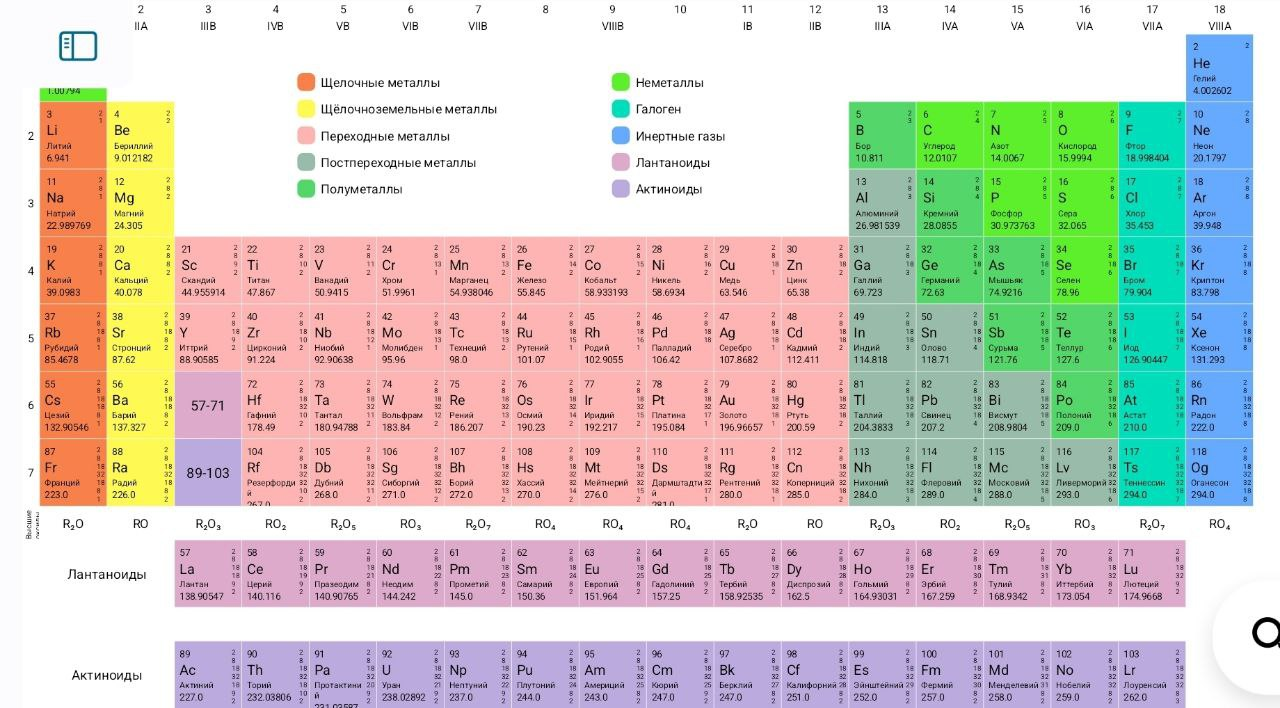 2 3 4 5 6 7 8 9 10 11 12 13 14 15 16 17 18
IIA IIIB IVB VB VIB VIIB VIIIB IB IIB IIIA IVA VA VIA VIIA VIIIA
1.00794
2 He Гелий 4.002602
Щелочные металлы
Щёлочноземельные металлы
Переходные металлы
Постпереходные металлы
Полуметаллы
Неметаллы
Галоген
Инертные газы
Лантаноиды
Актиноиды
2
3 Li Литий 6.941
4 Be Бериллий 9.012182
5 B Бор 10.811
6 C Углерод 12.0107
7 N Азот 14.0067
8 O Кислород 15.9994
9 F Фтор 18.998404
10 Ne Неон 20.1797
3
11 Na Натрий 22.989769
12 Mg Магний 24.305
13 Al Алюминий 26.981539
14 Si Кремний 28.0855
15 P Фосфор 30.973763
16 S Сера 32.065
17 Cl Хлор 35.453
18 Ar Аргон 39.948
4
19 K Калий 39.0983
20 Ca Кальций 40.078
21 Sc Скандий 44.955914
22 Ti Титан 47.867
23 V Ванадий 50.9415
24 Cr Хром 51.9961
25 Mn Марганец 54.938046
26 Fe Железо 55.845
27 Co Кобальт 58.933193
28 Ni Никель 58.6934
29 Cu Медь 63.546
30 Zn Цинк 65.38
31 Ga Галлий 69.723
32 Ge Германий 72.63
33 As Мышьяк 74.9216
34 Se Селен 78.96
35 Br Бром 79.904
36 Kr Криптон 83.798
5
37 Rb Рубидий 85.4678
38 Sr Стронций 87.62
39 Y Иттрий 88.90585
40 Zr Цирконий 91.224
41 Nb Ниобий 92.90638
42 Mo Молибден 95.96
43 Tc Технеций 98.0
44 Ru Рутений 101.07
45 Rh Родий 102.9055
46 Pd Палладий 106.42
47 Ag Серебро 107.8682
48 Cd Кадмий 112.411
49 In Индий 114.818
50 Sn Олово 118.71
51 Sb Сурьма 121.76
52 Te Теллур 127.6
53 I Иод 126.90447
54 Xe Ксенон 131.293
6
55 Cs Цезий 132.90546
56 Ba Барий 137.327
57-71
72 Hf Гафний 178.49
73 Ta Тантал 180.94788
74 W Вольфрам 183.84
75 Re Рений 186.207
76 Os Осмий 190.23
77 Ir Иридий 192.217
78 Pt Платина 195.084
79 Au Золото 196.96657
80 Hg Ртуть 200.59
81 Tl Таллий 204.3833
82 Pb Свинец 207.2
83 Bi Висмут 208.9804
84 Po Полоний 209.0
85 At Астат 210.0
86 Rn Радон 222.0
7
87 Fr Франций 223.0
88 Ra Радий 226.0
89-103
104 Rf Резерфорди й 267.0
105 Db Дубний 268.0
106 Sg Сиборгий 271.0
107 Bh Борий 272.0
108 Hs Хассий 270.0
109 Mt Мейтнерий 276.0
110 Ds Дармштадти й 281.0
111 Rg Рентгений 280.0
112 Cn Коперниций 285.0
113 Nh Нихоний 284.0
114 Fl Флеровий 289.0
115 Mc Московий 288.0
116 Lv Ливерморий 293.0
117 Ts Теннессин 294.0
118 Og Оганесон 294.0
Высшие оксиды
R₂O RO R₂O₃ RO₂ R₂O₅ RO₃ R₂O₇ RO₄ RO₄ RO₄ R₂O RO R₂O₃ RO₂ R₂O₅ RO₃ R₂O₇ RO₄
Лантаноиды
57 La Лантан 138.90547
58 Ce Церий 140.116
59 Pr Празеодим 140.90765
60 Nd Неодим 144.242
61 Pm Прометий 145.0
62 Sm Самарий 150.36
63 Eu Европий 151.964
64 Gd Гадолиний 157.25
65 Tb Тербий 158.92535
66 Dy Диспрозий 162.5
67 Ho Гольмий 164.93031
68 Er Эрбий 167.259
69 Tm Тулий 168.9342
70 Yb Иттербий 173.054
71 Lu Лютеций 174.9668
Актиноиды
89 Ac Актиний 227.0
90 Th Торий 232.03806
91 Pa Протактини й 231.03587
92 U Уран 238.02892
93 Np Нептуний 237.0
94 Pu Плутоний 244.0
95 Am Америций 243.0
96 Cm Кюрий 247.0
97 Bk Берклий 247.0
98 Cf Калифорний 251.0
99 Es Эйнштейний 252.0
100 Fm Фермий 257.0
101 Md Менделевий 258.0
102 No Нобелий 259.0
103 Lr Лоуренсий 262.0